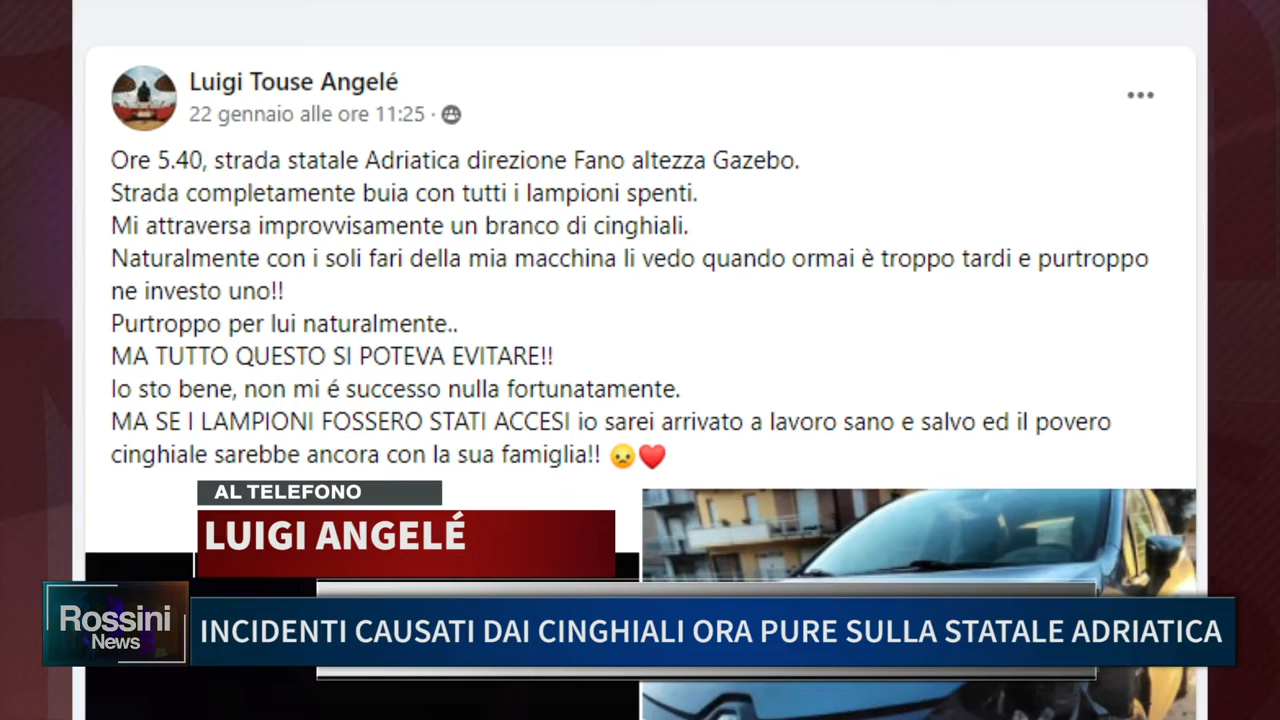 Luigi Touse Angelé
22 gennaio alle ore 11:25 ·
Ore 5.40, strada statale Adriatica direzione Fano altezza Gazebo.
Strada completamente buia con tutti i lampioni spenti.
Mi attraversa improvvisamente un branco di cinghiali.
Naturalmente con i soli fari della mia macchina li vedo quando ormai è troppo tardi e purtroppo
ne investo uno!!
Purtroppo per lui naturalmente..
MA TUTTO QUESTO SI POTEVA EVITARE!!
Io sto bene, non mi é successo nulla fortunatamente.
MA SE I LAMPIONI FOSSERO STATI ACCESI io sarei arrivato a lavoro sano e salvo ed il povero
cinghiale sarebbe ancora con la sua famiglia!! 😠❤️
AL TELEFONO
LUIGI ANGELÉ
Rossini
News
INCIDENTI CAUSATI DAI CINGHIALI ORA PURE SULLA STATALE ADRIATICA